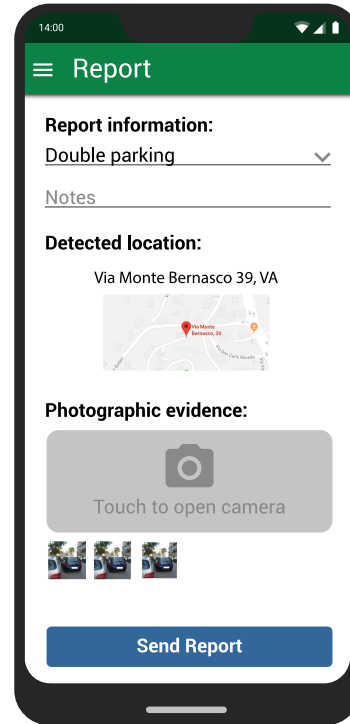 14:00
Report
Report information:
Double parking
Notes
Detected location:
Via Monte Bernasco 39, VA
Via Monte
Bernasco, 39
Photographic evidence:
Touch to open camera
Send Report